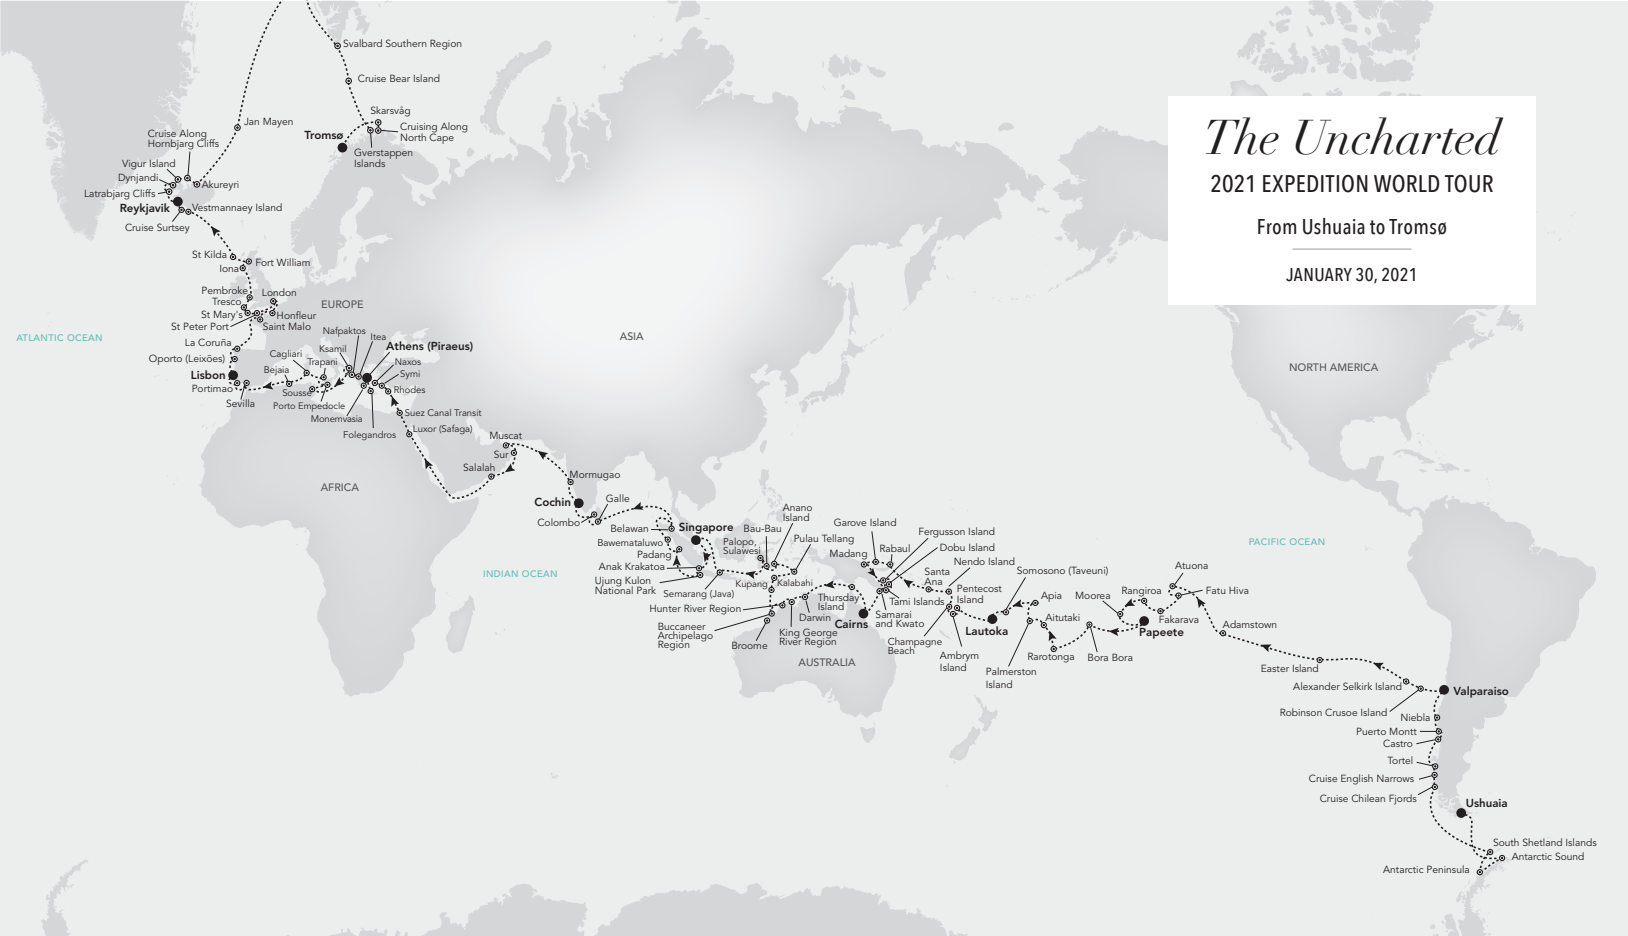 The Uncharted
2021 EXPEDITION WORLD TOUR
From Ushuaia to Tromsø
JANUARY 30, 2021
Svalbard Southern Region
Cruise Bear Island
Skarsvåg
Cruising Along
North Cape
Tromsø
Gverstappen
Islands
Jan Mayen
Cruise Along
Hornbjarg Cliffs
Vigur Island
Dynjandi
Akureyri
Latrabjarg Cliffs
Reykjavik
Vestmannaey Island
Cruise Surtsey
St Kilda
Fort William
Iona
Pembroke
London
Tresco
St Mary's
Honfleur
St Peter Port
Saint Malo
EUROPE
ATLANTIC OCEAN
ASIA
NORTH AMERICA
La Coruña
Oporto (Leixões)
Lisbon
Portimao
Sevilla
Cagliari
Bejaia
Trapani
Sousse
Porto Empedocle
Nafpaktos
Itea
Ksamil
Athens (Piraeus)
Naxos
Symi
Rhodes
Monemvasia
Folegandros
Suez Canal Transit
Luxor (Safaga)
Muscat
Sur
Salalah
Mormugao
AFRICA
Cochin
Galle
Colombo
Belawan
Singapore
Bawemataluwo
Padang
Anak Krakatoa
Ujung Kulon
National Park
Semarang (Java)
INDIAN OCEAN
Palopo,
Sulawesi
Bau-Bau
Anano
Island
Pulau Tellang
Kupang
Kalabahi
Hunter River Region
Buccaneer
Archipelago
Region
Broome
King George
River Region
Darwin
Thursday
Island
Cairns
AUSTRALIA
Garove Island
Madang
Rabaul
Fergusson Island
Dobu Island
Nendo Island
Santa
Ana
Tami Islands
Samarai
and Kwato
Pentecost
Island
Champagne
Beach
Ambrym
Island
Somosono (Taveuni)
Lautoka
Apia
Aitutaki
Palmerston
Island
Rarotonga
Bora Bora
Moorea
Rangiroa
Atuona
Fatu Hiva
Fakarava
Papeete
Adamstown
PACIFIC OCEAN
Easter Island
Alexander Selkirk Island
Valparaiso
Robinson Crusoe Island
Niebla
Puerto Montt
Castro
Tortel
Cruise English Narrows
Cruise Chilean Fjords
Ushuaia
South Shetland Islands
Antarctic Sound
Antarctic Peninsula